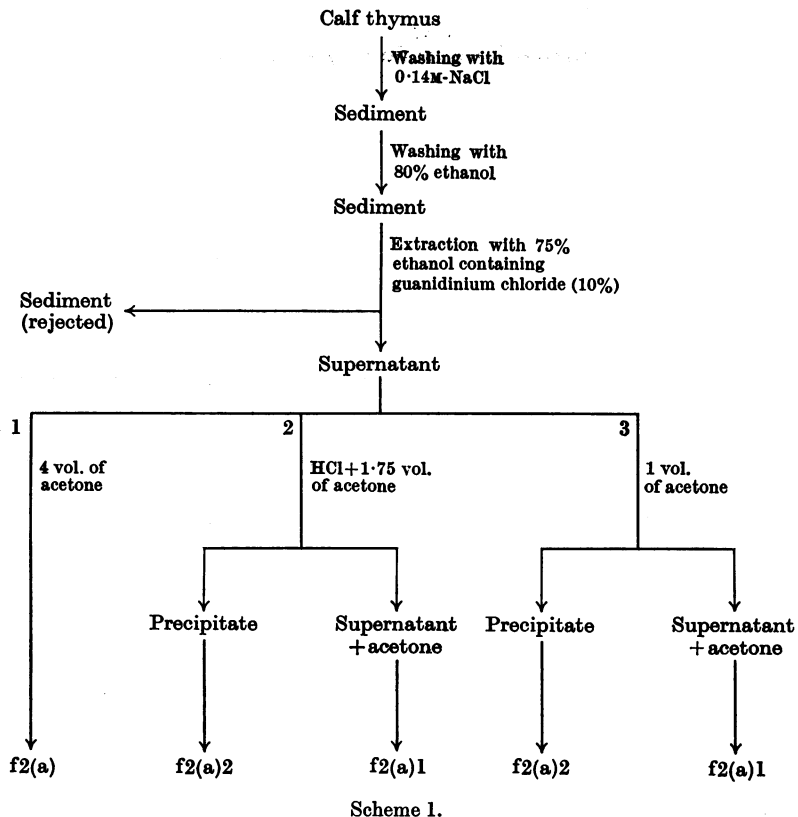 Calf thymus
Washing with
0·14M-NaCl
Sediment
Washing with
80% ethanol
Sediment
Extraction with 75%
ethanol containing
guanidinium chloride (10%)
Sediment
(rejected)
Supernatant
1
2
3
4 vol. of
acetone
HCl+1·75 vol.
of acetone
1 vol.
of acetone
Precipitate
Supernatant
+acetone
Precipitate
Supernatant
+acetone
f2(a)
f2(a)2
f2(a)1
f2(a)2
f2(a)1
Scheme 1.